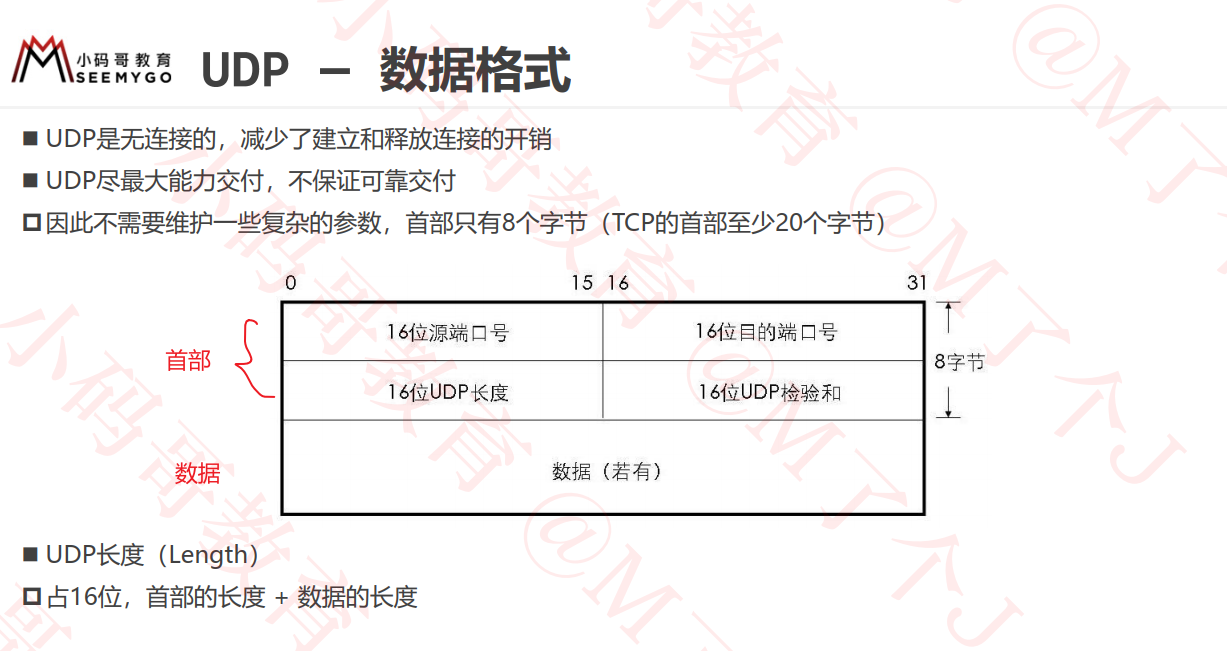 小码哥教育
SEEMYGO
UDP – 数据格式
■ UDP是无连接的，减少了建立和释放连接的开销
■ UDP尽最大能力交付，不保证可靠交付
因此不需要维护一些复杂的参数，首部只有8个字节（TCP的首部至少20个字节）
0 15 16 31
16位源端口号 16位目的端口号
首部 8字节
16位UDP长度 16位UDP检验和
数据 数据（若有）
■ UDP长度（Length）
占16位，首部的长度 + 数据的长度
小码哥教育 @M了个J